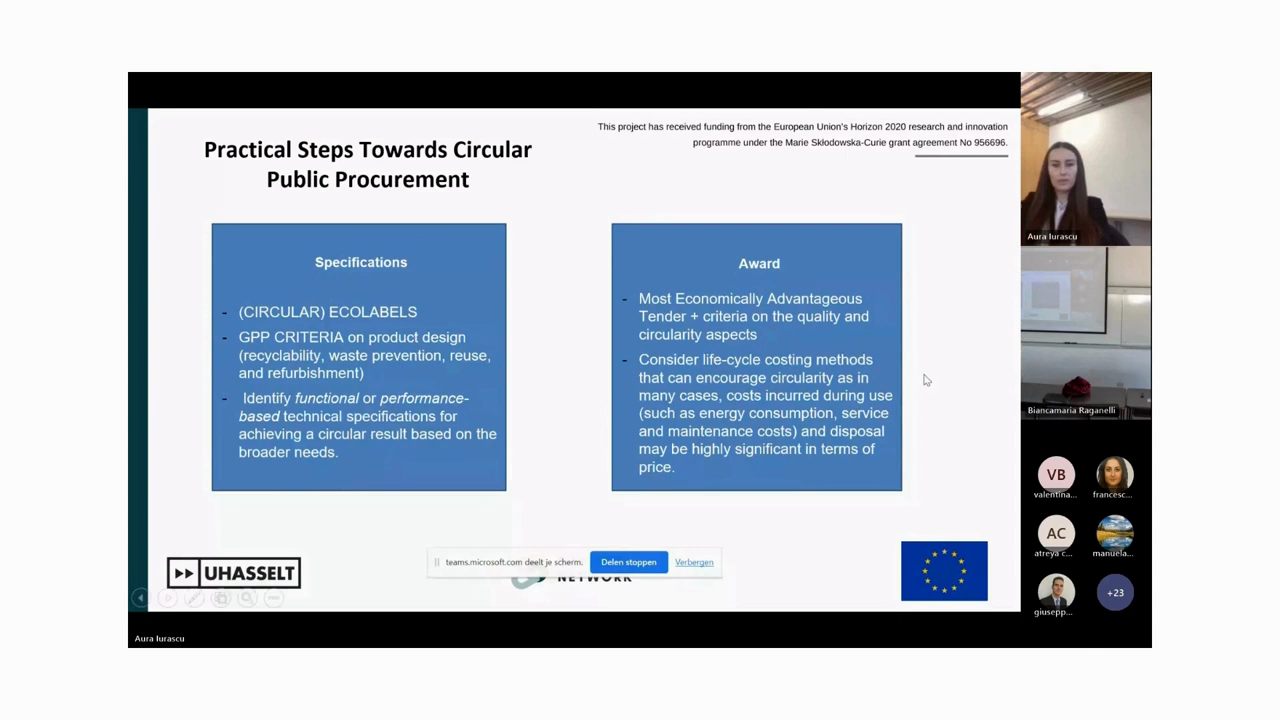 This project has received funding from the European Union's Horizon 2020 research and innovation
programme under the Marie Skłodowska-Curie grant agreement No 956696.
Practical Steps Towards Circular
Public Procurement
Specifications
- (CIRCULAR) ECOLABELS
- GPP CRITERIA on product design
(recyclability, waste prevention, reuse,
and refurbishment)
- Identify functional or performance-
based technical specifications for
achieving a circular result based on the
broader needs.
Award
- Most Economically Advantageous
Tender + criteria on the quality and
circularity aspects
- Consider life-cycle costing methods
that can encourage circularity as in
many cases, costs incurred during use
(such as energy consumption, service
and maintenance costs) and disposal
may be highly significant in terms of
price.
UHASSELT
teams.microsoft.com deelt je scherm.
Delen stoppen
Verbergen
NETWORK
Aura Iurascu
Aura Iurascu
Biancamaria Raganelli
VB
valentina...
francesc...
AC
atreya c...
manuela...
giusepp...
+23